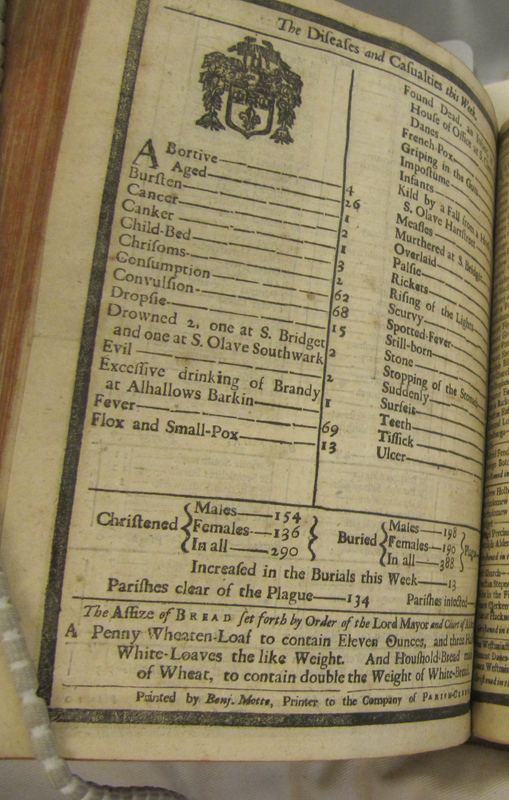 The Diseases and Casualties this Week.
ABortive 4
Aged 26
Bursten 1
Cancer 2
Canker 1
Child-Bed 3
Chrisoms 2
Consumption 62
Convulsion 68
Dropsie 15
Drowned 2, one at S. Bridget
and one at S. Olave Southwark 2
Evil 2
Excessive drinking of Brandy
at Alhallows Barkin 1
Fever 69
Flox and Small-Pox 13
Found Dead, an
House of Office at S.
Danes
French-Pox
Griping in the Guts
Impostume
Infants
Kild by a Fall from a
S. Olave Hartstreet
Measles
Murthered at S. Bridget
Overlaid
Palsie
Rickets
Rising of the Lights
Scurvy
Spotted-Fever
Still-born
Stone
Stopping of the Stomach
Suddenly
Surfeit
Teeth
Tissick
Ulcer
Christened { Males 154 Females 136 In all 290 } Buried { Males 198 Females 190 In all 388 }
Increased in the Burials this Week 13
Parishes clear of the Plague 134 Parishes infected
The Assize of BREAD set forth by Order of the Lord Mayor and Court of
A Penny Wheaten-Loaf to contain Eleven Ounces, and three
White-Loaves the like Weight. And Houshold-Bread
of Wheat, to contain double the Weight of White-Bread.
Printed by Benj. Motte, Printer to the Company of